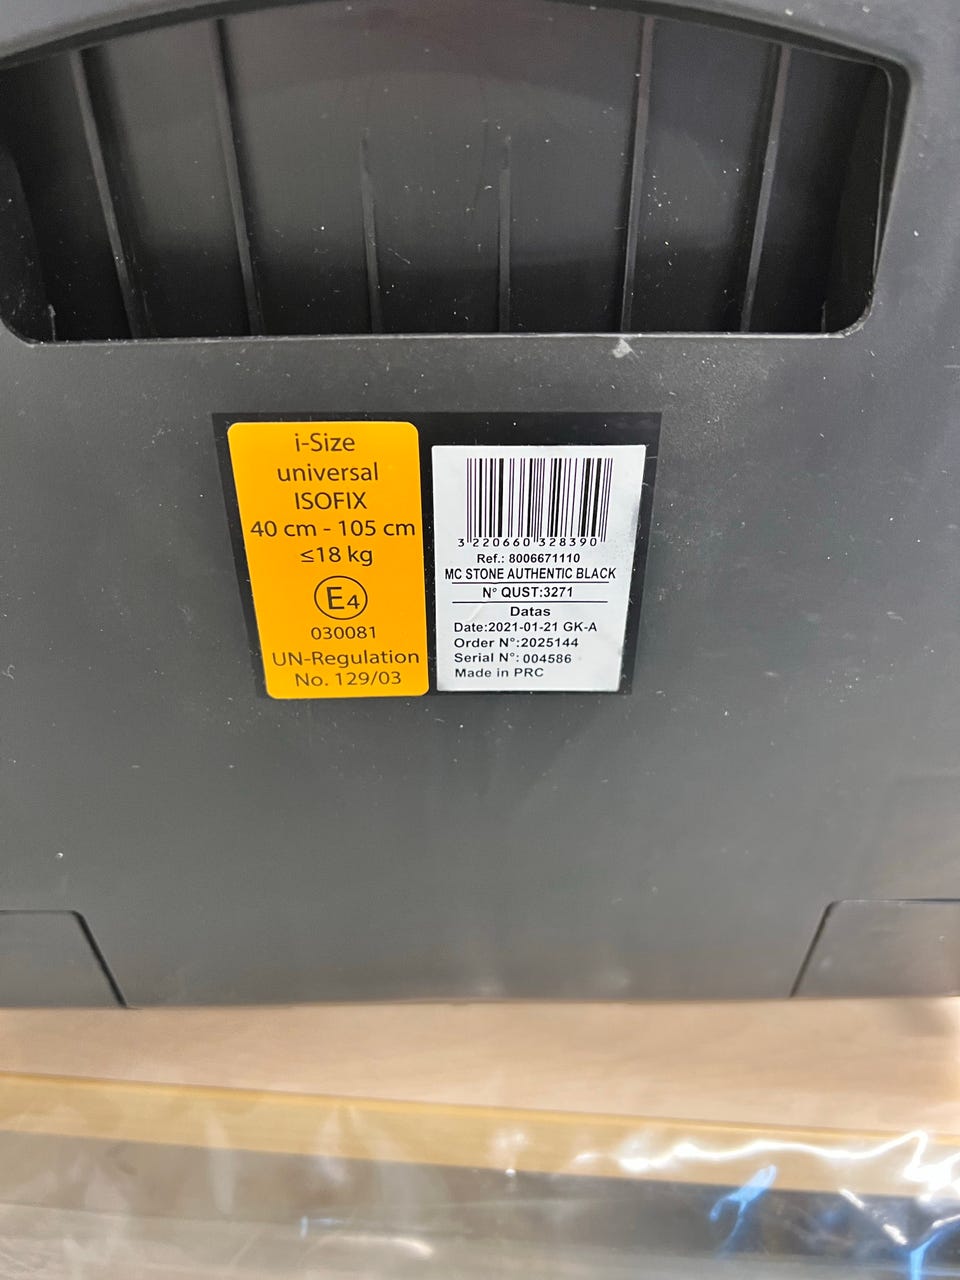 i-Size
universal
ISOFIX
40 cm - 105 cm
≤18 kg
E4
030081
UN-Regulation
No. 129/03
3 220660 328390
Ref.: 8006671110
MC STONE AUTHENTIC BLACK
N° QUST:3271
Datas
Date:2021-01-21 GK-A
Order N°:2025144
Serial N°: 004586
Made in PRC